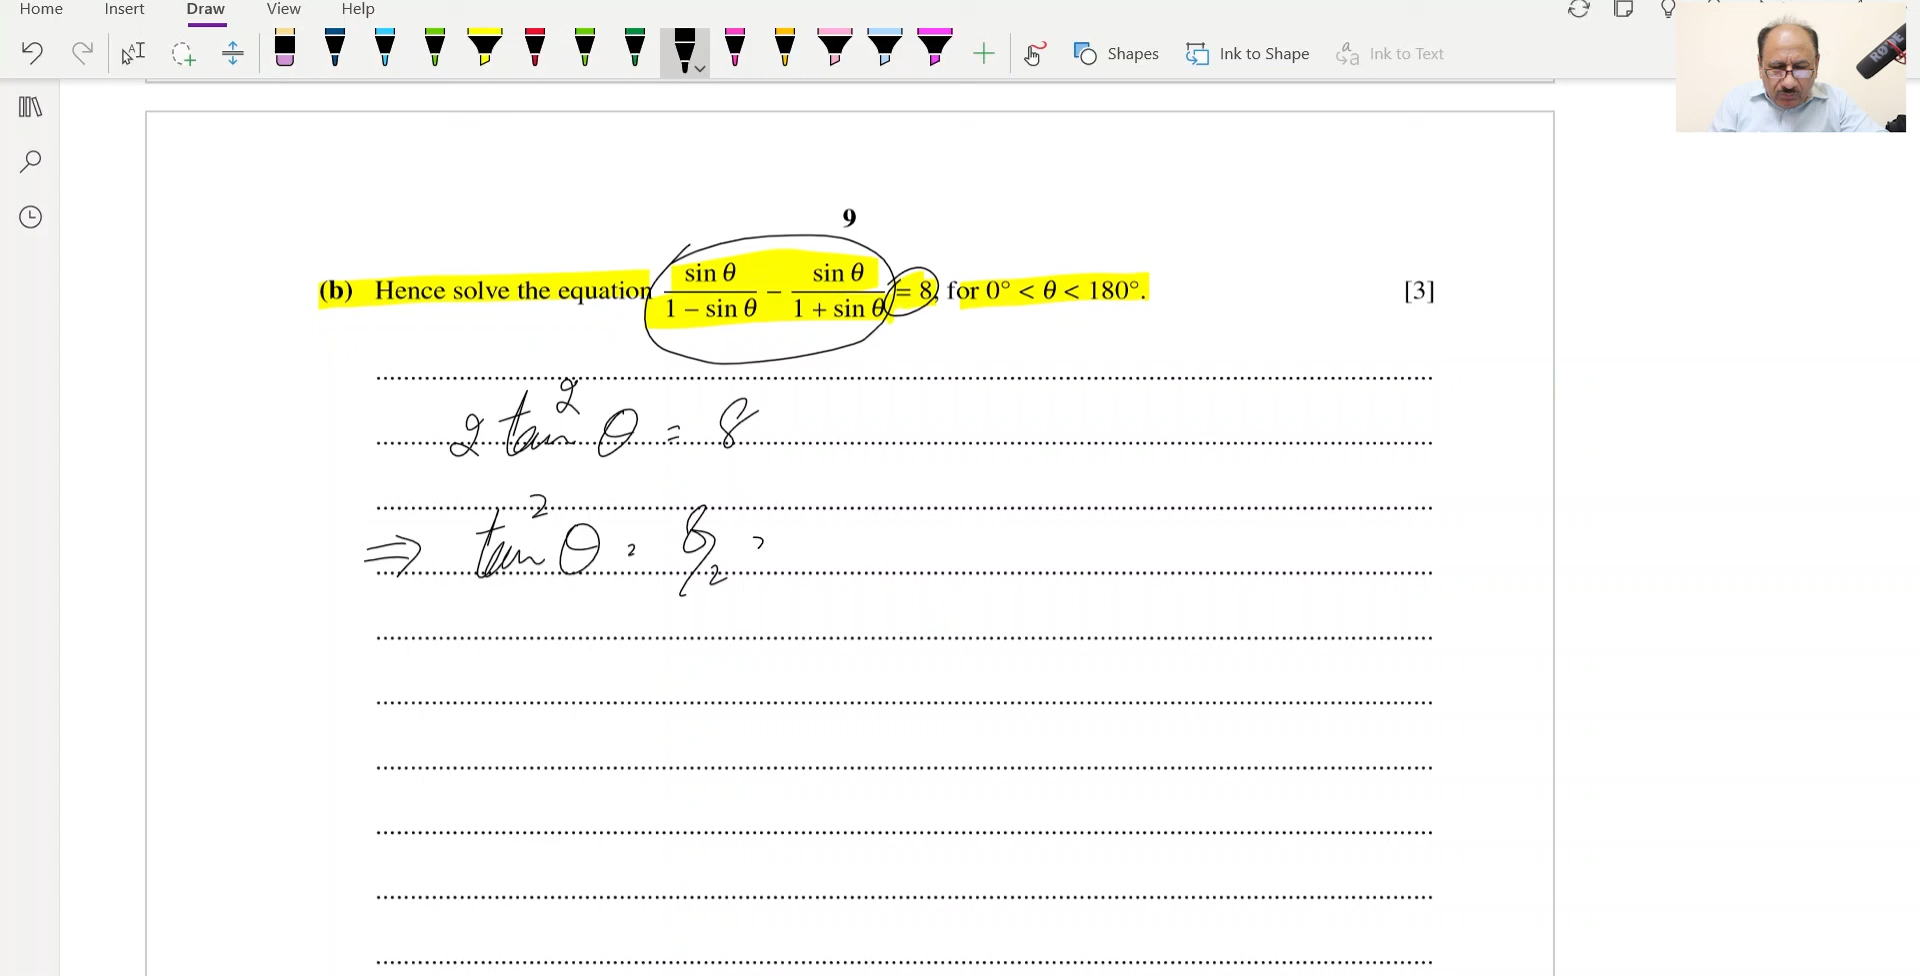 Home Insert Draw View Help
Shapes Ink to Shape Ink to Text
RØDE
9
(b) Hence solve the equation sin θ / (1 − sin θ) − sin θ / (1 + sin θ) = 8, for 0° < θ < 180°. [3]
2 tan² θ = 8
⇒ tan² θ = 8/2 =